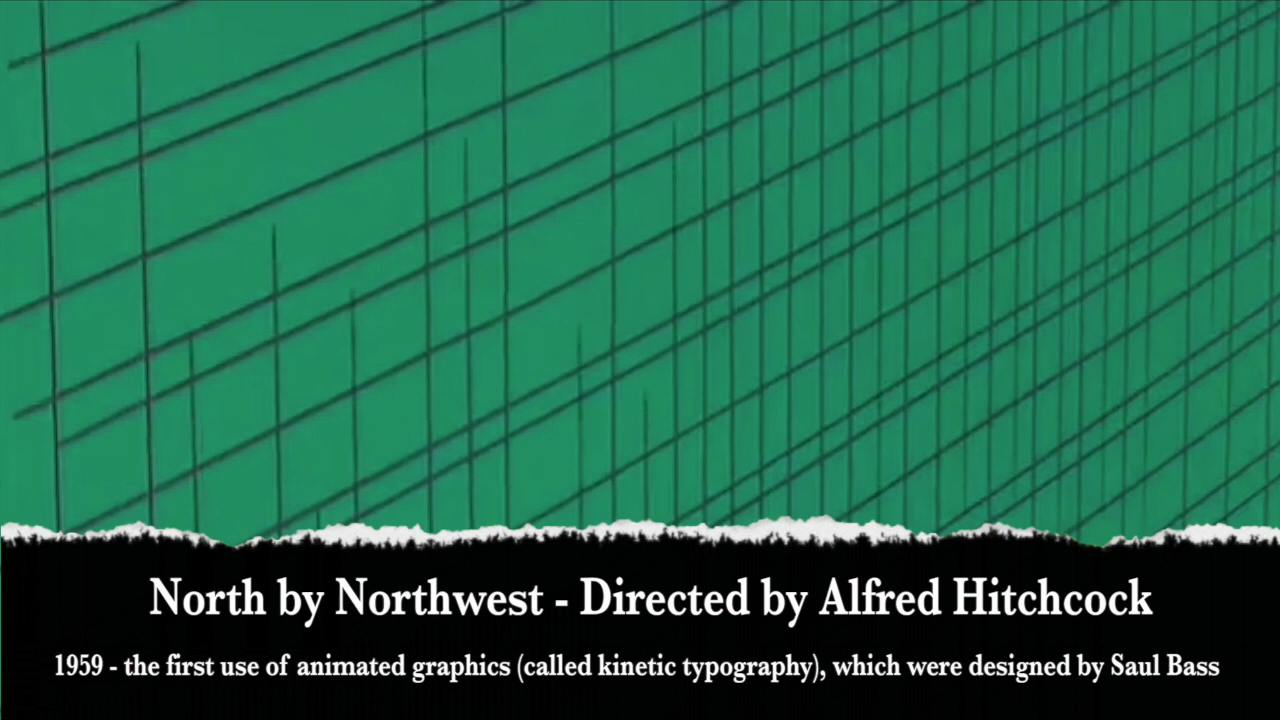 North by Northwest - Directed by Alfred Hitchcock
1959 - the first use of animated graphics (called kinetic typography), which were designed by Saul Bass